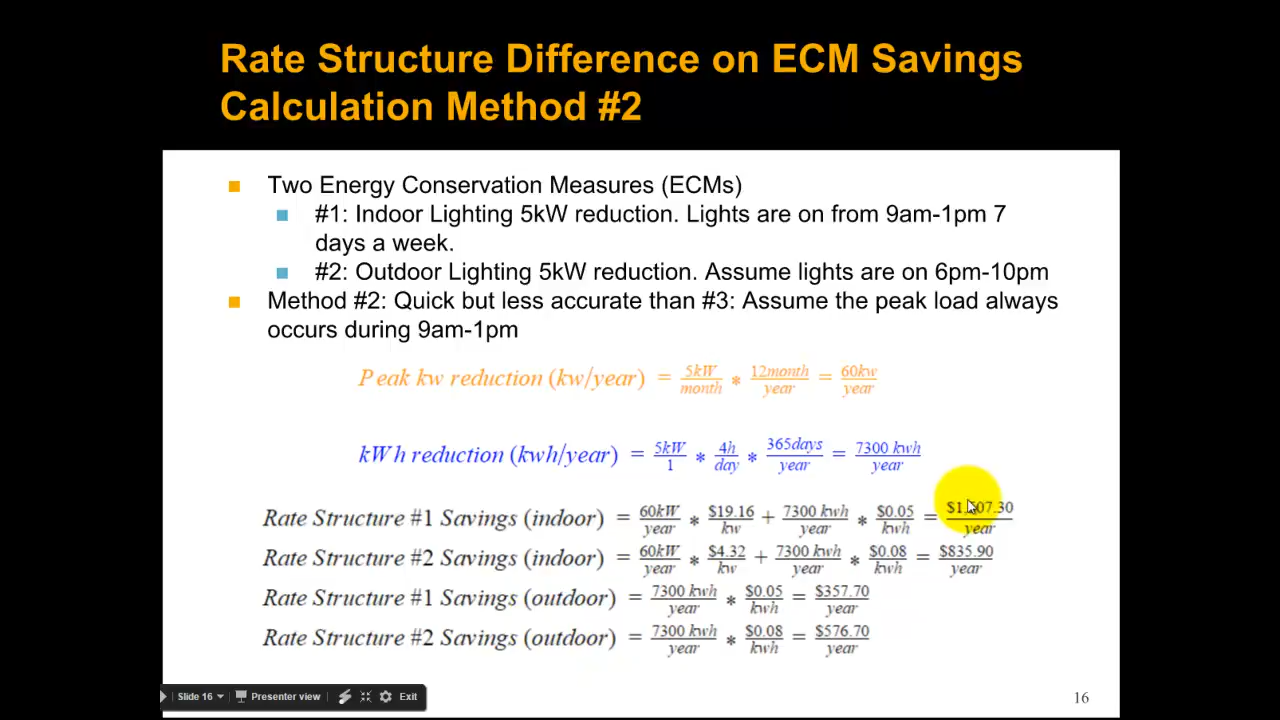 Rate Structure Difference on ECM Savings
Calculation Method #2
Two Energy Conservation Measures (ECMs)
#1: Indoor Lighting 5kW reduction. Lights are on from 9am-1pm 7
days a week.
#2: Outdoor Lighting 5kW reduction. Assume lights are on 6pm-10pm
Method #2: Quick but less accurate than #3: Assume the peak load always
occurs during 9am-1pm
Peak kw reduction (kw/year) = 5kW/month * 12month/year = 60kw/year
kWh reduction (kwh/year) = 5kW/1 * 4h/day * 365days/year = 7300 kwh/year
Rate Structure #1 Savings (indoor) = 60kW/year * $19.16/kw + 7300 kwh/year * $0.05/kwh = $1,507.30/year
Rate Structure #2 Savings (indoor) = 60kW/year * $4.32/kw + 7300 kwh/year * $0.08/kwh = $835.90/year
Rate Structure #1 Savings (outdoor) = 7300 kwh/year * $0.05/kwh = $357.70/year
Rate Structure #2 Savings (outdoor) = 7300 kwh/year * $0.08/kwh = $576.70/year
Slide 16 Presenter view Exit
16